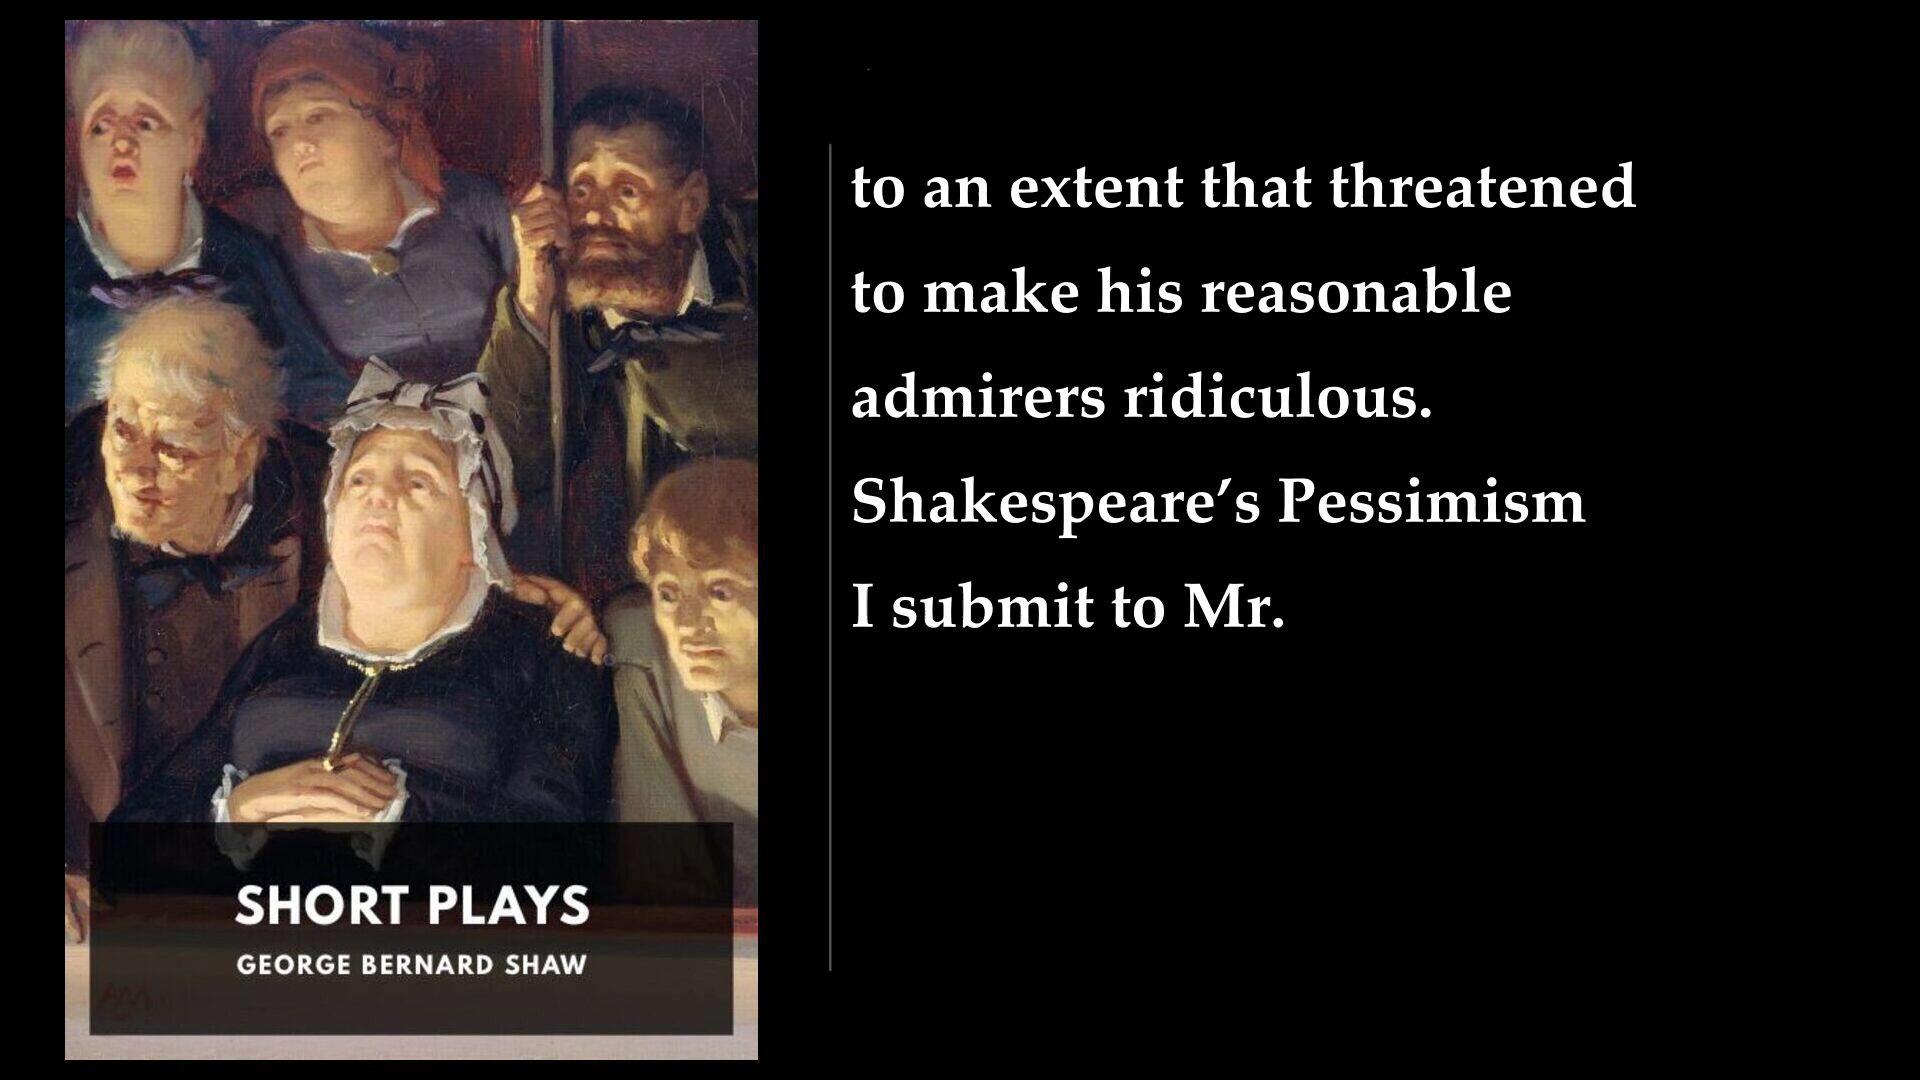 to an extent that threatened
to make his reasonable
admirers ridiculous.
Shakespeare’s Pessimism
I submit to Mr.
SHORT PLAYS
GEORGE BERNARD SHAW